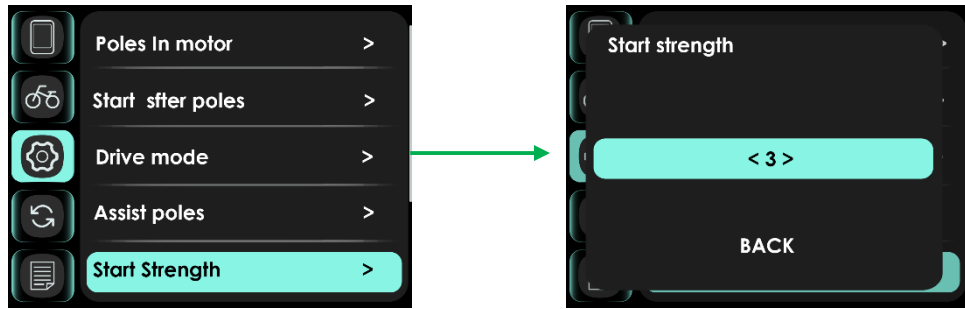 Poles In motor >
Start sfter poles >
Drive mode >
Assist poles >
Start Strength >
Start strength
< 3 >
BACK